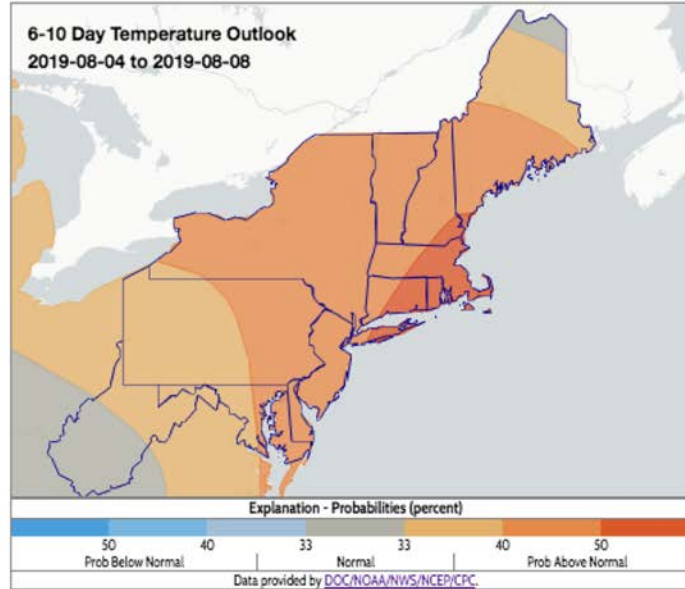 6-10 Day Temperature Outlook
2019-08-04 to 2019-08-08
Explanation - Probabilities (percent)
50 40 33 33 40 50
Prob Below Normal | Normal | Prob Above Normal
Data provided by DOC/NOAA/NWS/NCEP/CPC.